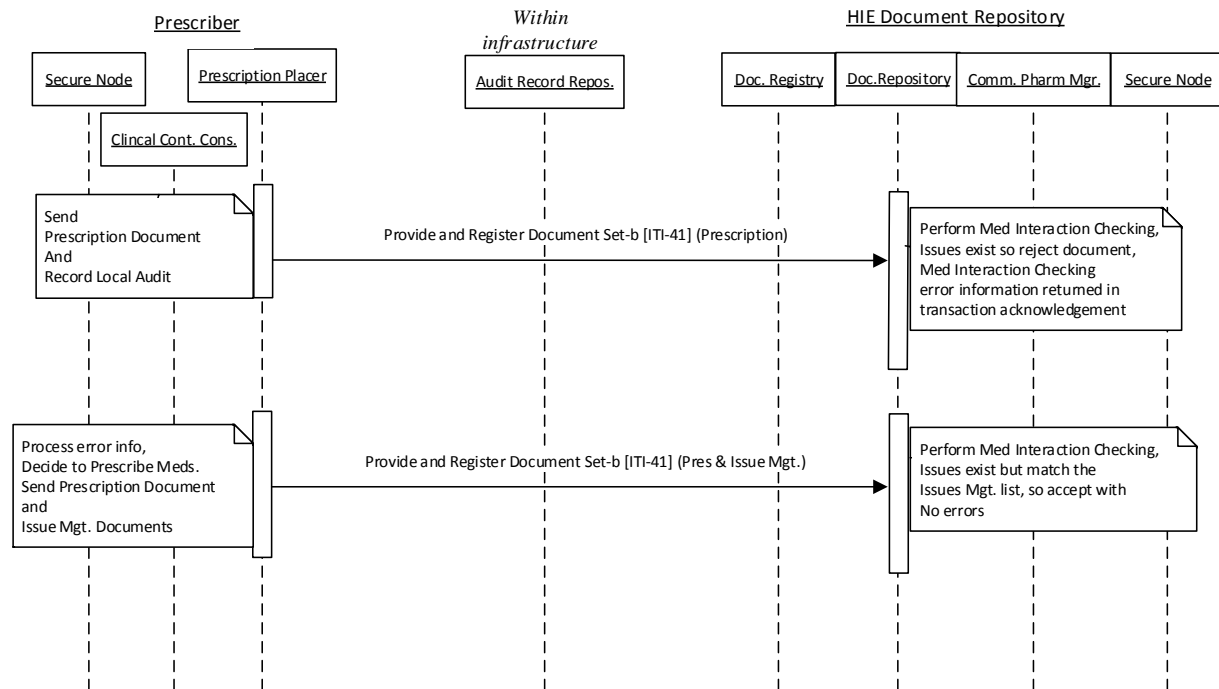 Prescriber
Within
infrastructure
HIE Document Repository
Secure Node
Prescription Placer
Audit Record Repos.
Doc. Registry
Doc.Repository
Comm. Pharm Mgr.
Secure Node
Clincal Cont. Cons.
Send
Prescription Document
And
Record Local Audit
Provide and Register Document Set-b [ITI-41] (Prescription)
Perform Med Interaction Checking,
Issues exist so reject document,
Med Interaction Checking
error information returned in
transaction acknowledgement
Process error info,
Decide to Prescribe Meds.
Send Prescription Document
and
Issue Mgt. Documents
Provide and Register Document Set-b [ITI-41] (Pres & Issue Mgt.)
Perform Med Interaction Checking,
Issues exist but match the
Issues Mgt. list, so accept with
No errors